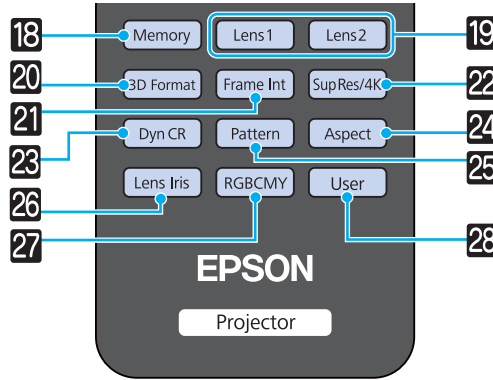 18 Memory Lens1 Lens2 19
20 3D Format Frame Int SupRes/4K 22
21
23 Dyn CR Pattern Aspect 24
25
26 Lens Iris RGBCMY User
27 28
EPSON
Projector